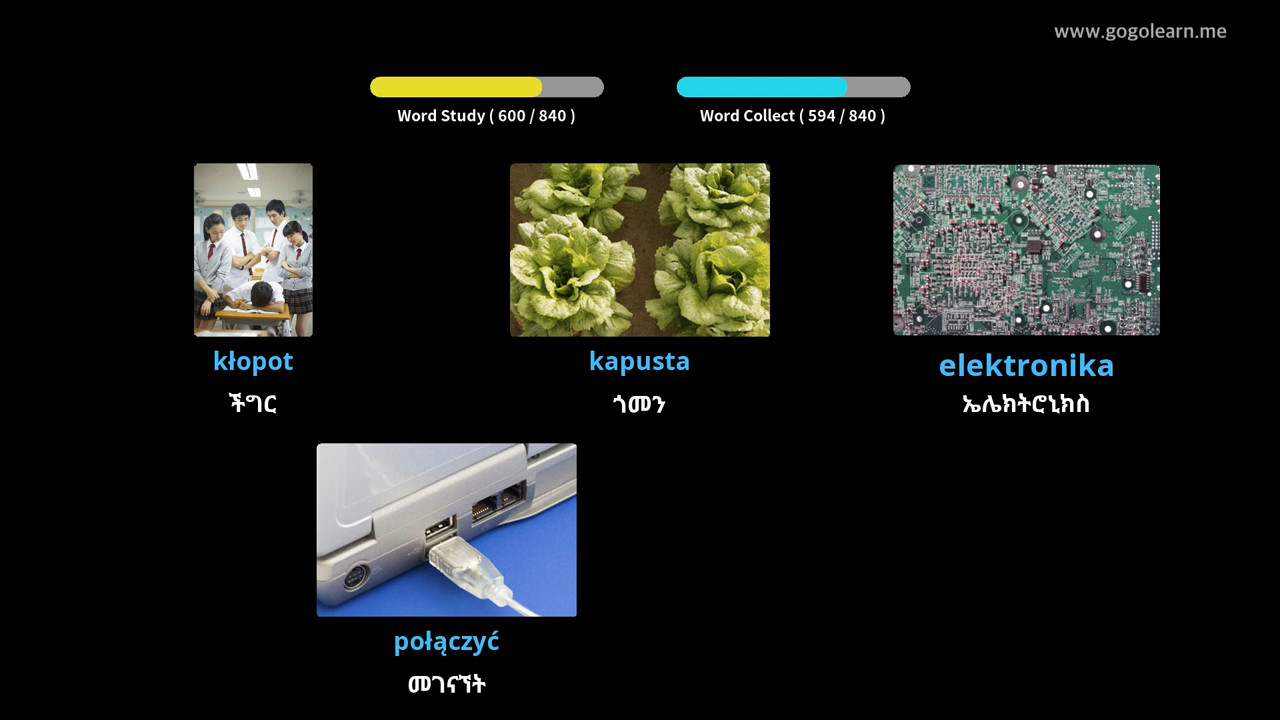 www.gogolearn.me
Word Study ( 600 / 840 )
Word Collect ( 594 / 840 )
kłopot
ችግር
kapusta
ጎመን
elektronika
ኤሌክትሮኒክስ
połączyć
መገናኘት